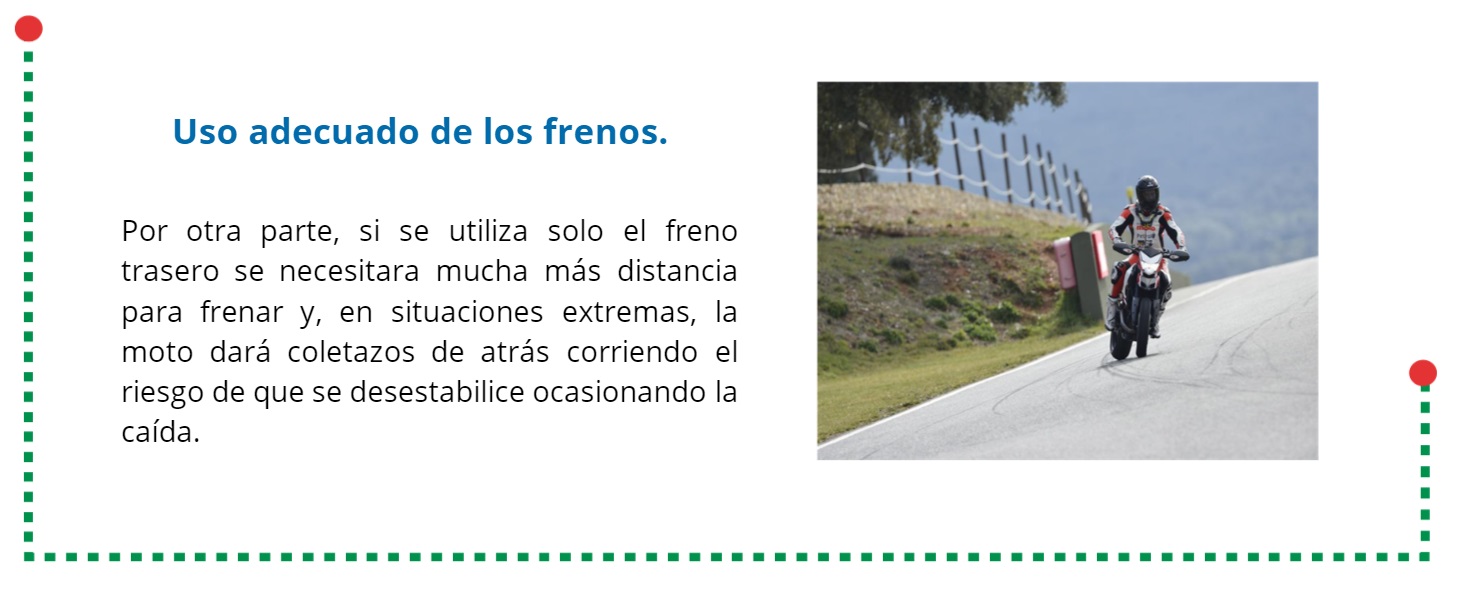 Uso adecuado de los frenos.
Por otra parte, si se utiliza solo el freno
trasero se necesitara mucha más distancia
para frenar y, en situaciones extremas, la
moto dará coletazos de atrás corriendo el
riesgo de que se desestabilice ocasionando la
caída.